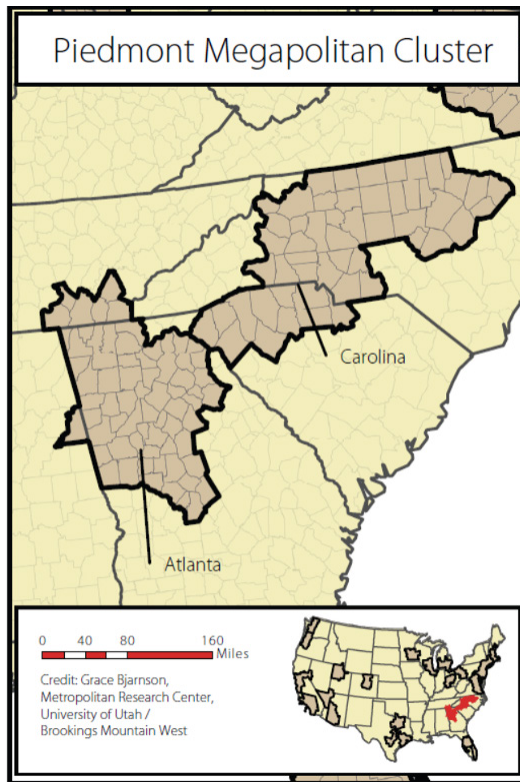 Piedmont Megapolitan Cluster
Carolina
Atlanta
0 40 80 160
Miles
Credit: Grace Bjarnson,
Metropolitan Research Center,
University of Utah /
Brookings Mountain West